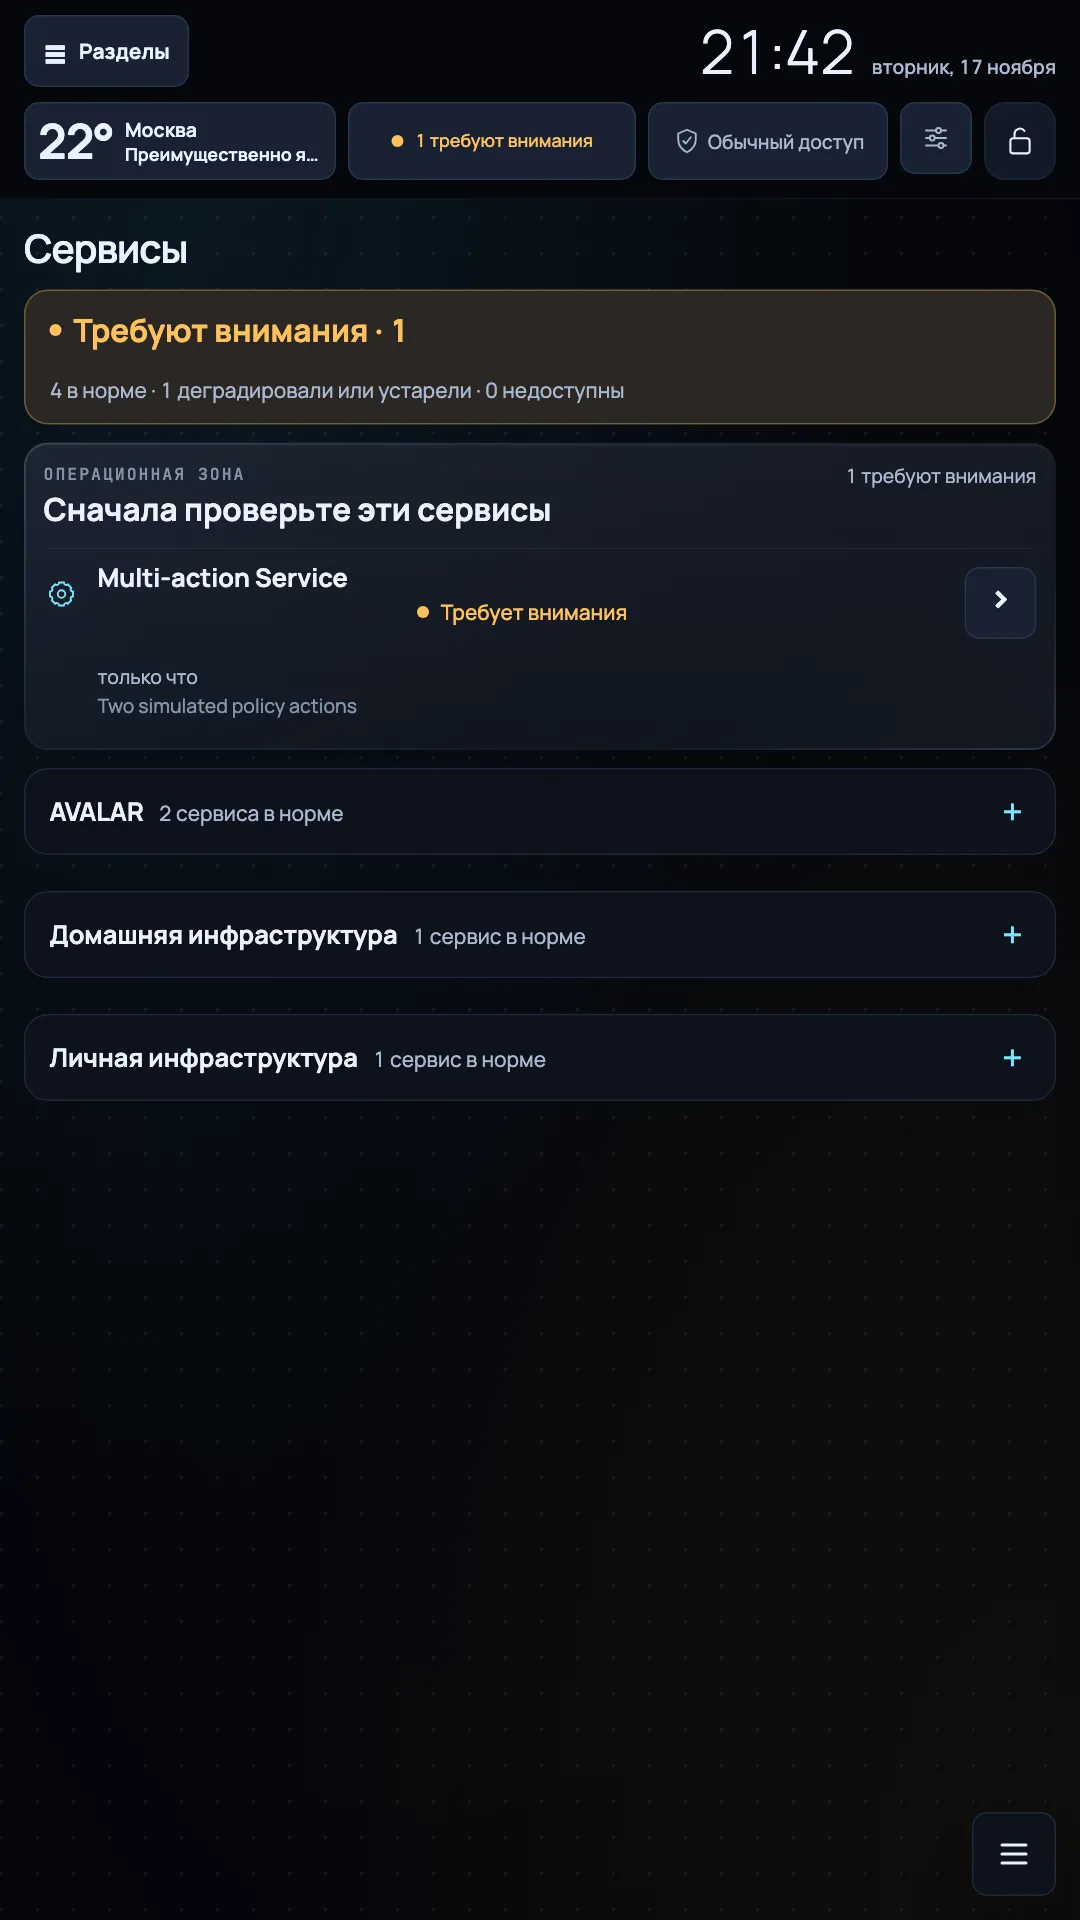 Разделы
21:42 вторник, 17 ноября
22° Москва
Преимущественно я...
1 требуют внимания
Обычный доступ
Сервисы
Требуют внимания · 1
4 в норме · 1 деградировали или устарели · 0 недоступны
ОПЕРАЦИОННАЯ ЗОНА
1 требуют внимания
Сначала проверьте эти сервисы
Multi-action Service
Требует внимания
только что
Two simulated policy actions
AVALAR 2 сервиса в норме +
Домашняя инфраструктура 1 сервис в норме +
Личная инфраструктура 1 сервис в норме +